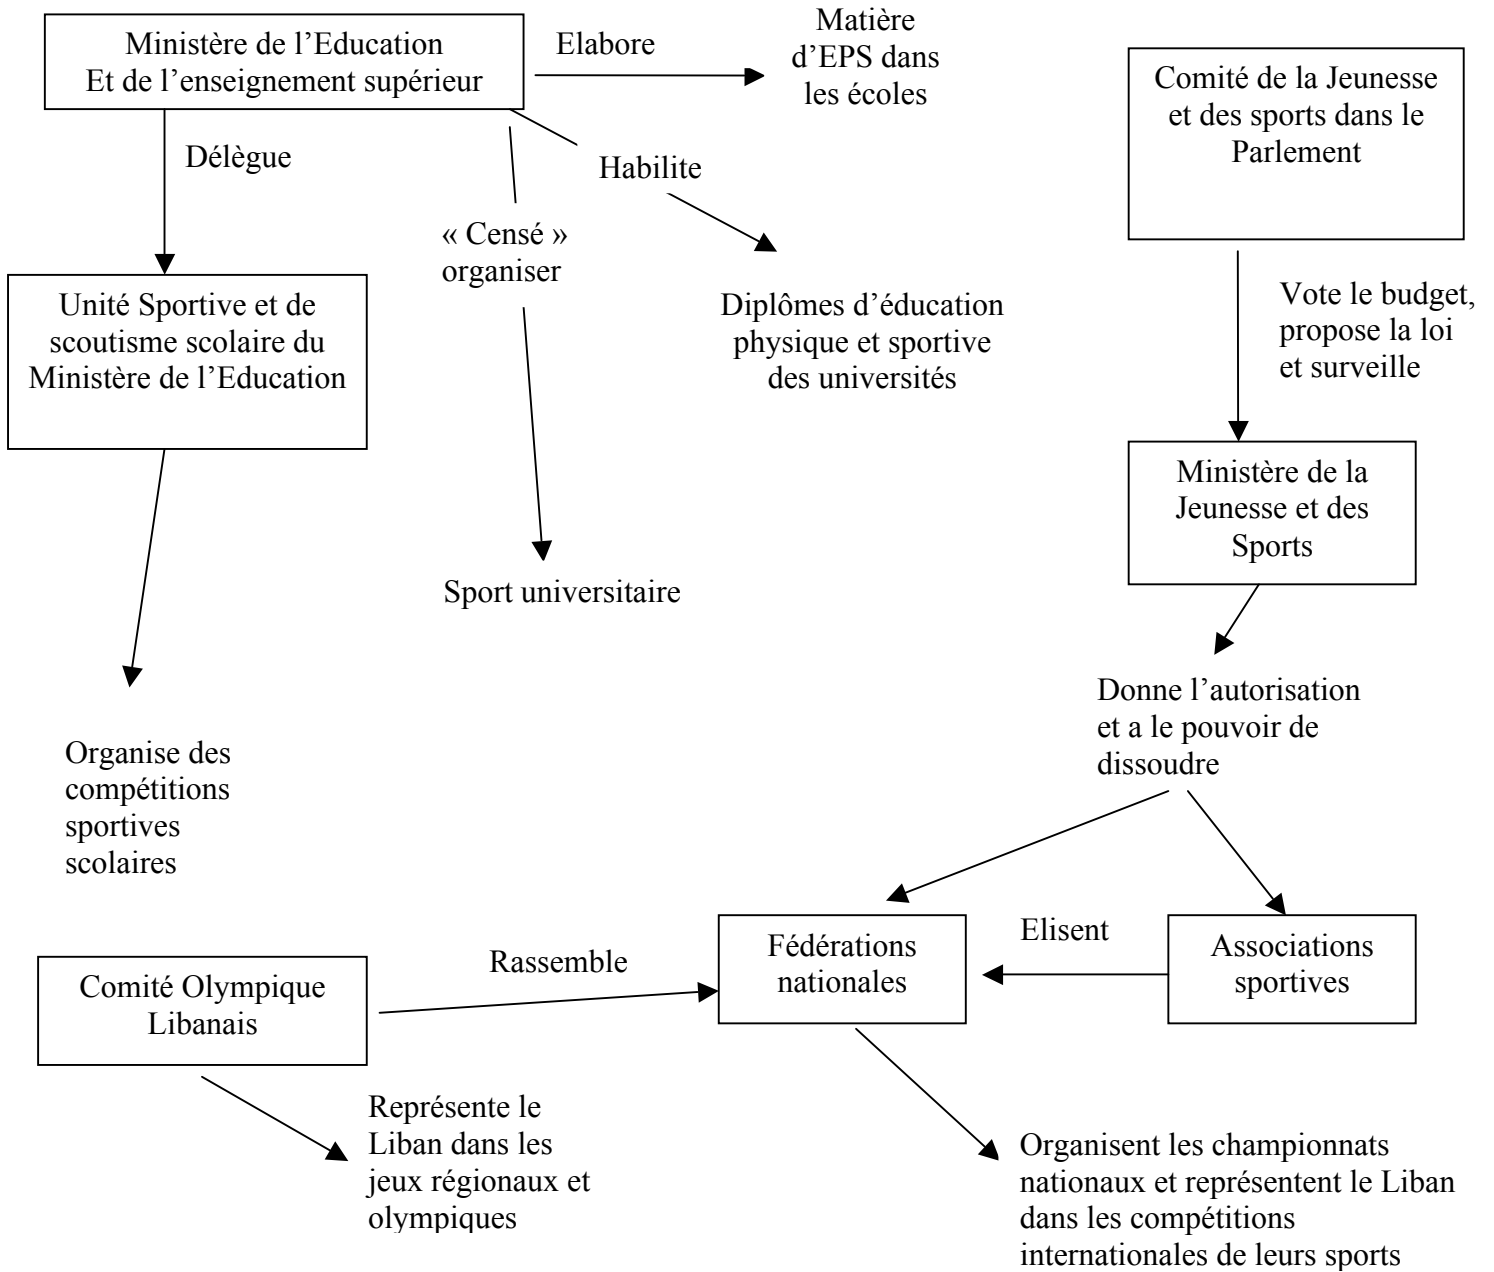 Ministère de l’Education
Et de l’enseignement supérieur
Elabore
Matière
d’EPS dans
les écoles
Comité de la Jeunesse
et des sports dans le
Parlement
Délègue
Habilite
« Censé »
organiser
Unité Sportive et de
scoutisme scolaire du
Ministère de l’Education
Diplômes d’éducation
physique et sportive
des universités
Vote le budget,
propose la loi
et surveille
Ministère de la
Jeunesse et des
Sports
Sport universitaire
Donne l’autorisation
et a le pouvoir de
dissoudre
Organise des
compétitions
sportives
scolaires
Comité Olympique
Libanais
Rassemble
Fédérations
nationales
Elisent
Associations
sportives
Représente le
Liban dans les
jeux régionaux et
olympiques
Organisent les championnats
nationaux et représentent le Liban
dans les compétitions
internationales de leurs sports